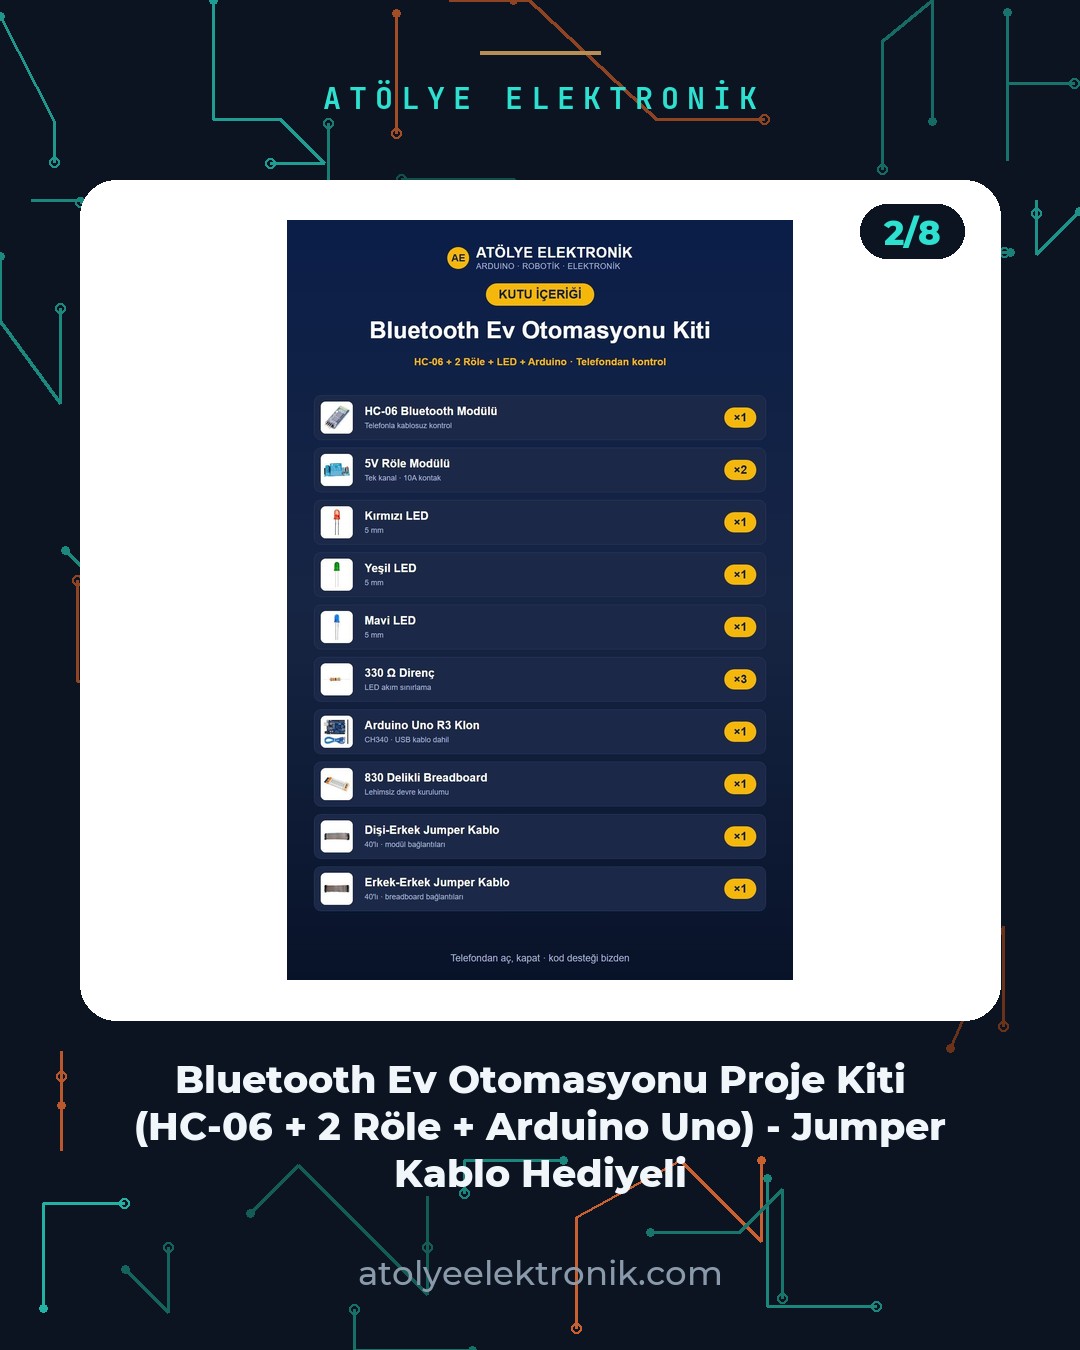 ATÖLYE ELEKTRONİK
2/8
AE ATÖLYE ELEKTRONİK
ARDUINO · ROBOTİK · ELEKTRONİK
KUTU İÇERİĞİ
Bluetooth Ev Otomasyonu Kiti
HC-06 + 2 Röle + LED + Arduino · Telefondan kontrol
HC-06 Bluetooth Modülü
Telefonla kablosuz kontrol
×1
5V Röle Modülü
Tek kanal · 10A kontak
×2
Kırmızı LED
5 mm
×1
Yeşil LED
5 mm
×1
Mavi LED
5 mm
×1
330 Ω Direnç
LED akım sınırlama
×3
Arduino Uno R3 Klon
CH340 · USB kablo dahil
×1
830 Delikli Breadboard
Lehimsiz devre kurulumu
×1
Dişi-Erkek Jumper Kablo
40'lı · modül bağlantıları
×1
Erkek-Erkek Jumper Kablo
40'lı · breadboard bağlantıları
×1
Telefondan aç, kapat · kod desteği bizden
Bluetooth Ev Otomasyonu Proje Kiti
(HC-06 + 2 Röle + Arduino Uno) - Jumper
Kablo Hediyeli
atolyeelektronik.com